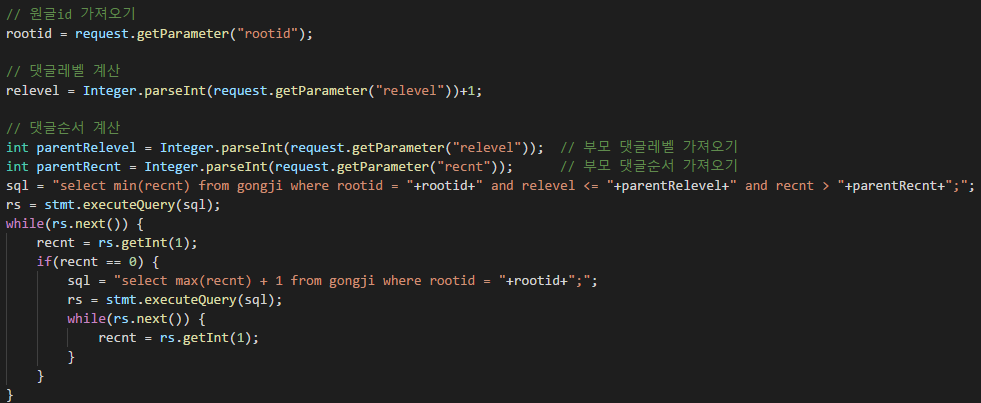 // 원글id 가져오기
rootid = request.getParameter("rootid");
// 댓글레벨 계산
relevel = Integer.parseInt(request.getParameter("relevel"))+1;
// 댓글순서 계산
int parentRelevel = Integer.parseInt(request.getParameter("relevel"));  // 부모 댓글레벨 가져오기
int parentRecnt = Integer.parseInt(request.getParameter("recnt"));      // 부모 댓글순서 가져오기
sql = "select min(recnt) from gongji where rootid = "+rootid+" and relevel <= "+parentRelevel+" and recnt > "+parentRecnt+";";
rs = stmt.executeQuery(sql);
while(rs.next()) {
    recnt = rs.getInt(1);
    if(recnt == 0) {
        sql = "select max(recnt) + 1 from gongji where rootid = "+rootid+";";
        rs = stmt.executeQuery(sql);
        while(rs.next()) {
            recnt = rs.getInt(1);
        }
    }
}